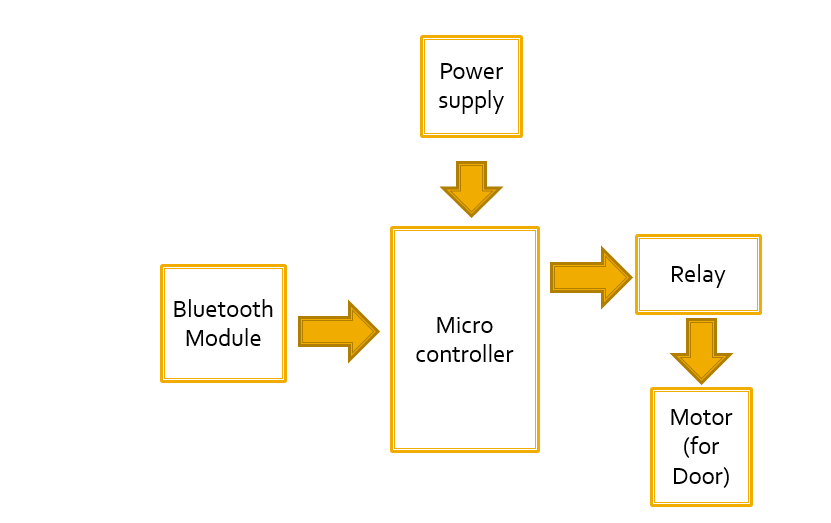 Power
supply
Bluetooth
Module
Micro
controller
Relay
Motor
(for
Door)